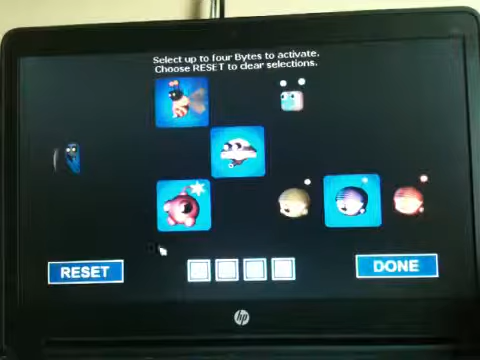 Select up to four Bytes to activate.
Choose RESET to clear selections.
RESET
DONE
hp